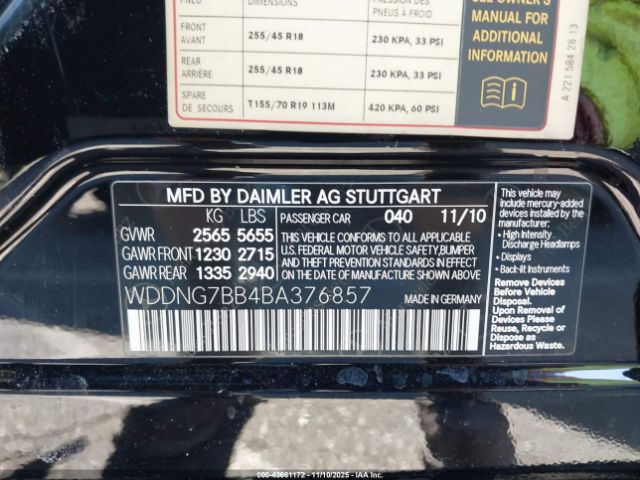 PNEU DIMENSIONS PRESSION DES
PNEUS À FROID
FRONT
AVANT 255/45 R18 230 KPA, 33 PSI
REAR
ARRIÈRE 255/45 R18 230 KPA, 33 PSI
SPARE
DE SECOURS T155/70 R19 113M 420 KPA, 60 PSI
SEE OWNER'S
MANUAL FOR
ADDITIONAL
INFORMATION
A 221 584 28 13
MFD BY DAIMLER AG STUTTGART
KG LBS PASSENGER CAR 040 11/10
GVWR 2565 5655
GAWR FRONT 1230 2715
GAWR REAR 1335 2940
THIS VEHICLE CONFORMS TO ALL APPLICABLE
U.S. FEDERAL MOTOR VEHICLE SAFETY,BUMPER
AND THEFT PREVENTION STANDARDS IN EFFECT
ON THE DATE OF MANUFACTURE SHOWN ABOVE.
WDDNG7BB4BA376857 MADE IN GERMANY
This vehicle may
include mercury-added
devices installed by the
manufacturer:
• High Intensity
Discharge Headlamps
• Displays
• Back-lit Instruments
Remove Devices
Before Vehicle
Disposal.
Upon Removal of
Devices Please
Reuse, Recycle or
Dispose as
Hazardous Waste.
000-43661172 - 11/10/2025 - IAAI.COM